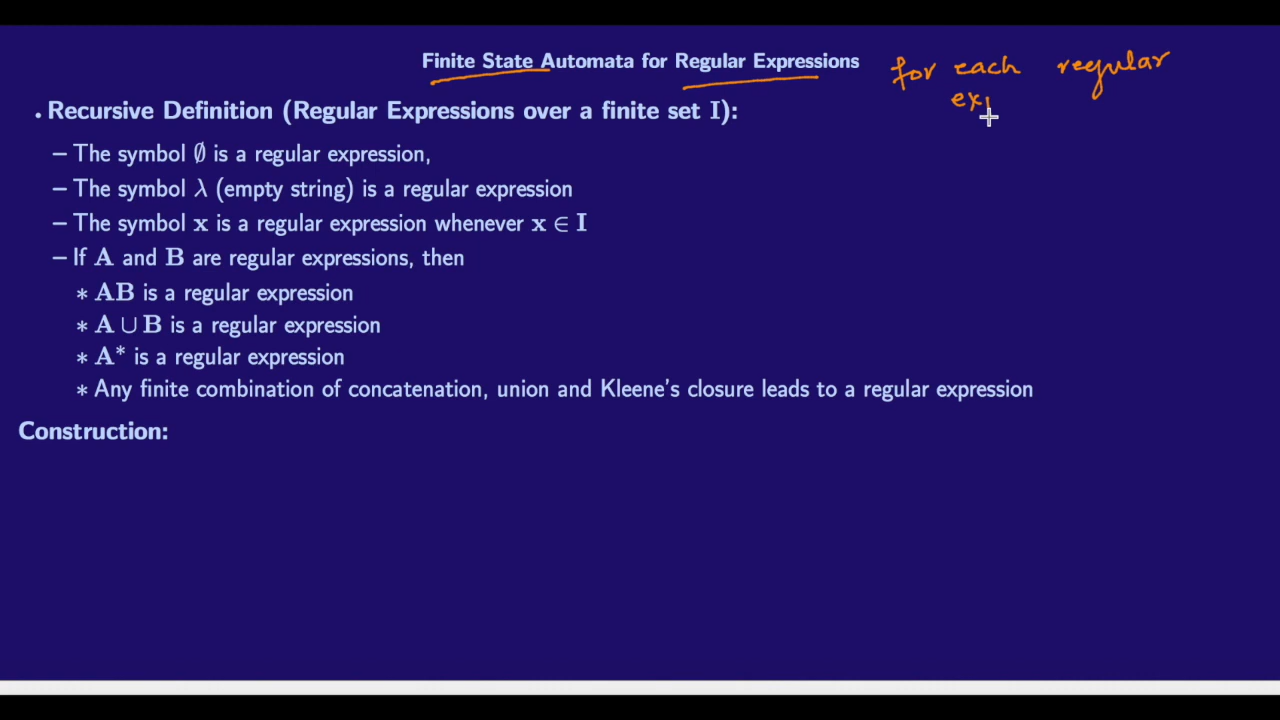 Finite State Automata for Regular Expressions
for each regular
• Recursive Definition (Regular Expressions over a finite set I):
– The symbol ∅ is a regular expression,
– The symbol λ (empty string) is a regular expression
– The symbol x is a regular expression whenever x ∈ I
– If A and B are regular expressions, then
∗ AB is a regular expression
∗ A ∪ B is a regular expression
∗ A* is a regular expression
∗ Any finite combination of concatenation, union and Kleene's closure leads to a regular expression
Construction: